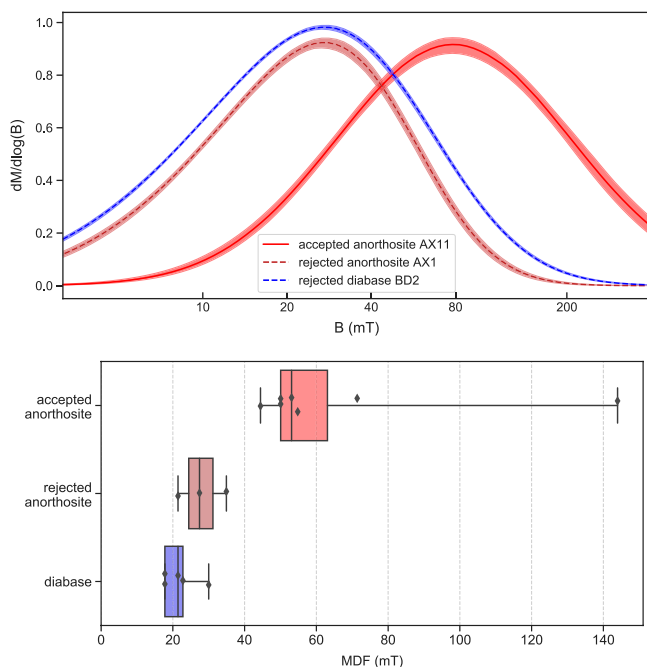 1.0
0.8
0.6
0.4
0.2
0.0
dM/dlog(B)
accepted anorthosite AX11
rejected anorthosite AX1
rejected diabase BD2
10 20 40 80 200
B (mT)
accepted
anorthosite
rejected
anorthosite
diabase
0 20 40 60 80 100 120 140
MDF (mT)